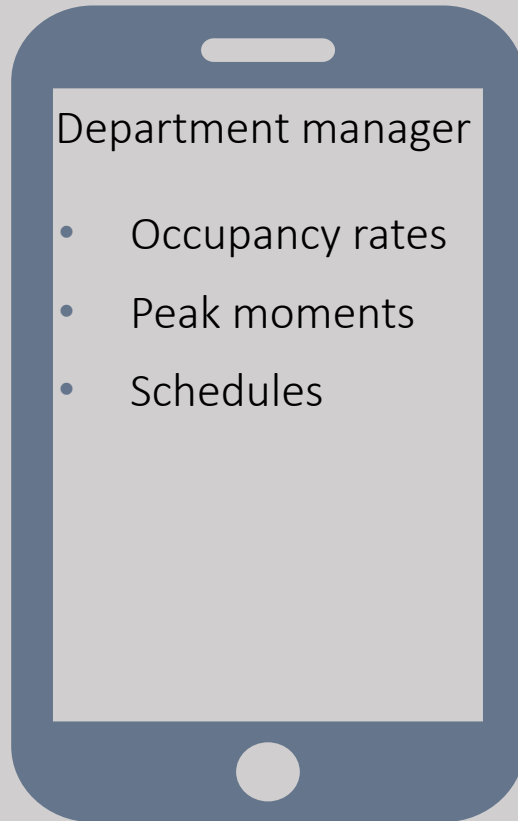 Department manager
• Occupancy rates
• Peak moments
• Schedules